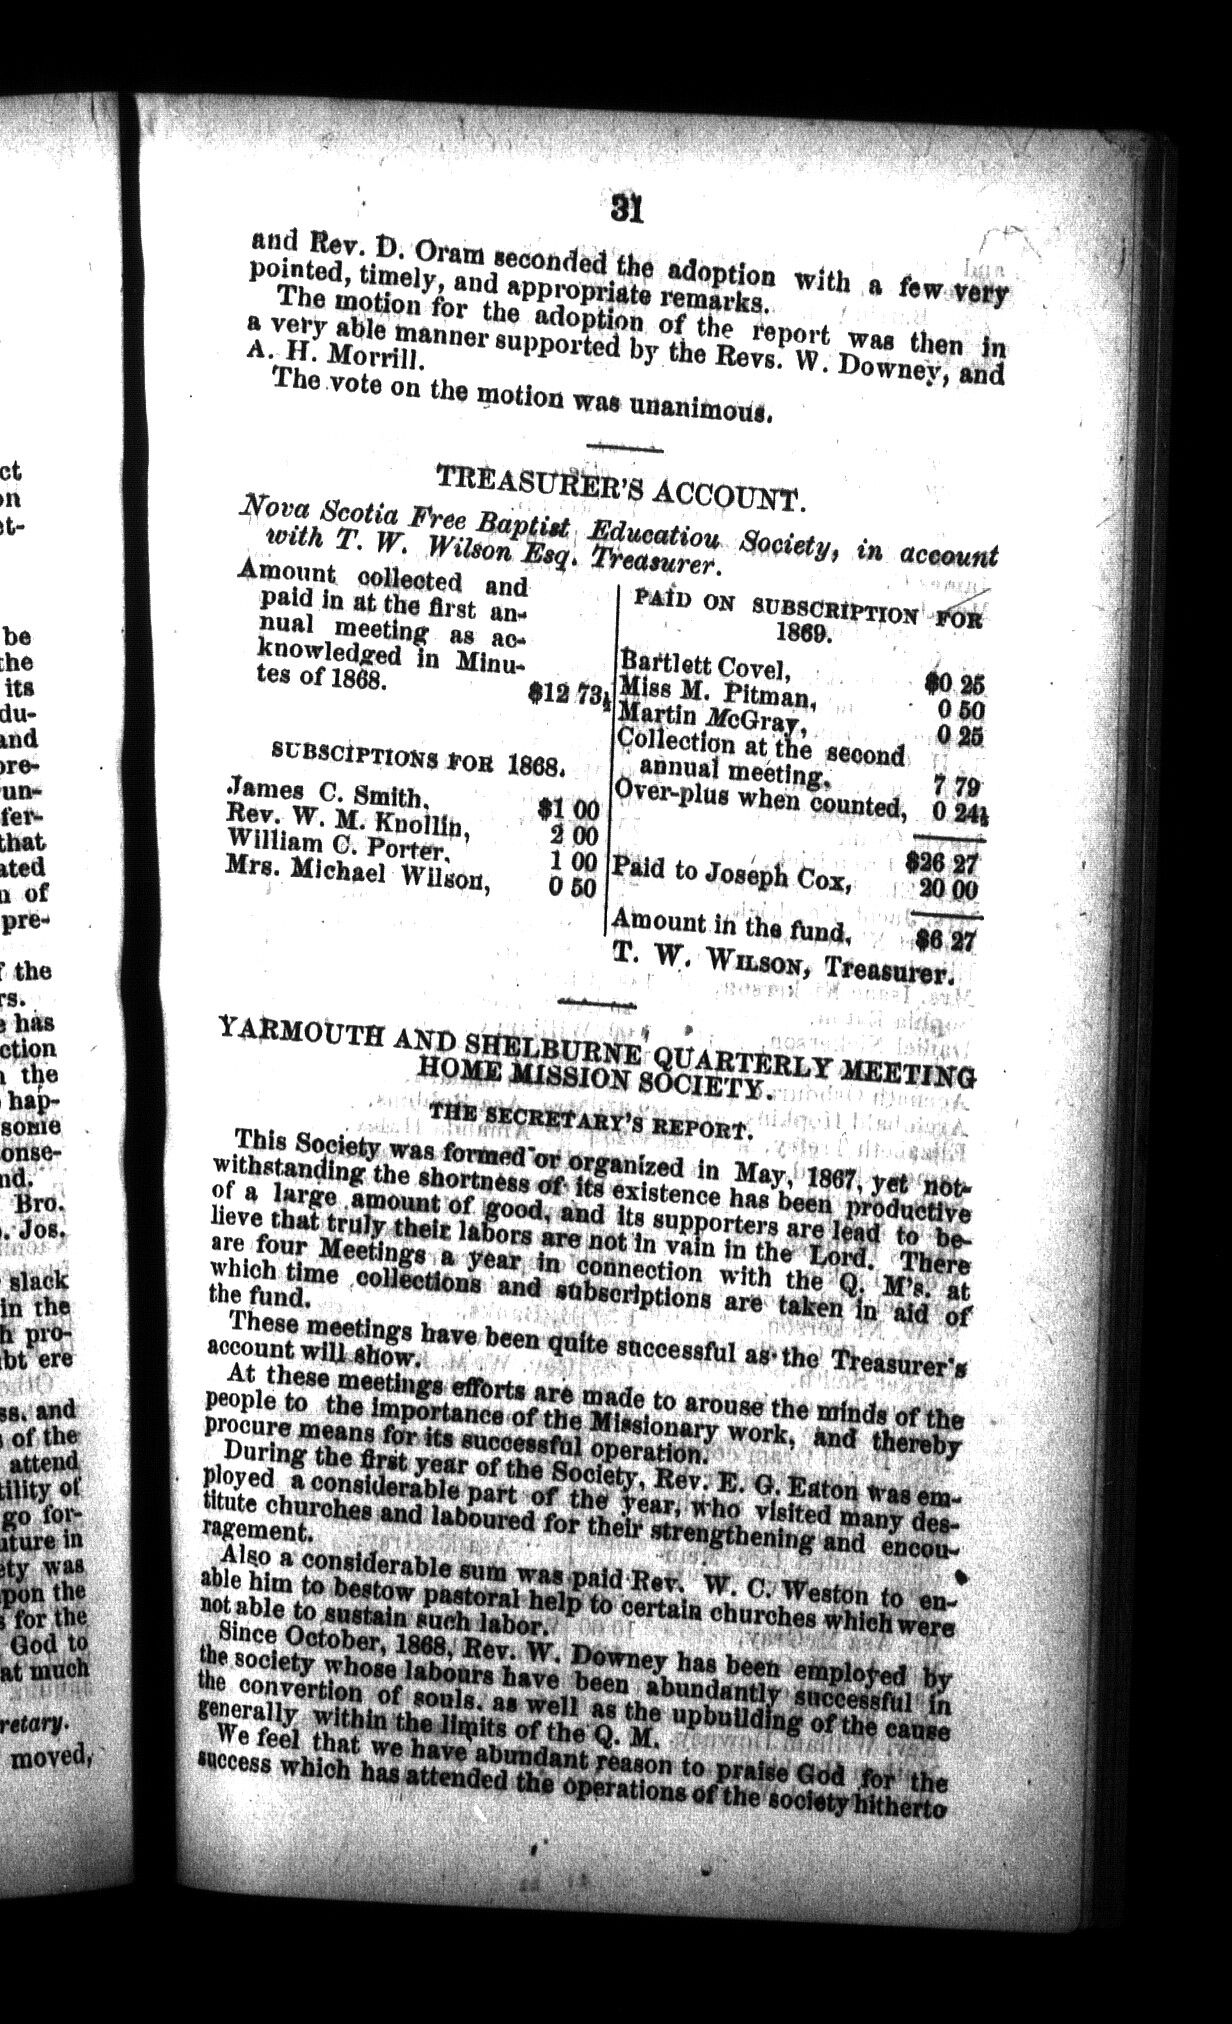 31
and Rev. D. Oram seconded the adoption with a few very
pointed, timely, and appropriate remarks.
The motion for the adoption of the report was then in
a very able manner supported by the Revs. W. Downey, and
A. H. Morrill.
The vote on the motion was unanimous.
TREASURER'S ACCOUNT.
Nova Scotia Free Baptist Educatiou Society, in account
with T. W. Wilson Esq. Treasurer.
Amount collected and
paid in at the first an-
nual meeting as ac-
knowledged in Minu-
tes of 1868. $12 73½
SUBSCIPTIONS FOR 1868.
James C. Smith, $1 00
Rev. W. M. Knollin, 2 00
William C. Porter, 1 00
Mrs. Michael Wilson, 0 50
PAID ON SUBSCRIPTION FOR
1869.
Bartlett Covel, $0 25
Miss M. Pitman, 0 50
Martin McGray, 0 25
Collection at the second
annual meeting, 7 79
Over-plus when counted, 0 24½
$26 27
Paid to Joseph Cox, 20 00
Amount in the fund, $6 27
T. W. WILSON, Treasurer.
YARMOUTH AND SHELBURNE QUARTERLY MEETING
HOME MISSION SOCIETY.
THE SECRETARY'S REPORT.
This Society was formed or organized in May, 1867, yet not-
withstanding the shortness of its existence has been productive
of a large amount of good, and its supporters are lead to be-
lieve that truly their labors are not in vain in the Lord. There
are four Meetings a year in connection with the Q. M's. at
which time collections and subscriptions are taken in aid of
the fund.
These meetings have been quite successful as the Treasurer's
account will show.
At these meetings efforts are made to arouse the minds of the
people to the importance of the Missionary work, and thereby
procure means for its successful operation.
During the first year of the Society, Rev. E. G. Eaton was em-
ployed a considerable part of the year, who visited many des-
titute churches and laboured for their strengthening and encou-
ragement.
Also a considerable sum was paid Rev. W. C. Weston to en-
able him to bestow pastoral help to certain churches which were
not able to sustain such labor.
Since October, 1868, Rev. W. Downey has been employed by
the society whose labours have been abundantly successful in
the convertion of souls. as well as the upbuilding of the cause
generally within the limits of the Q. M.
We feel that we have abundant reason to praise God for the
success which has attended the operations of the society hitherto